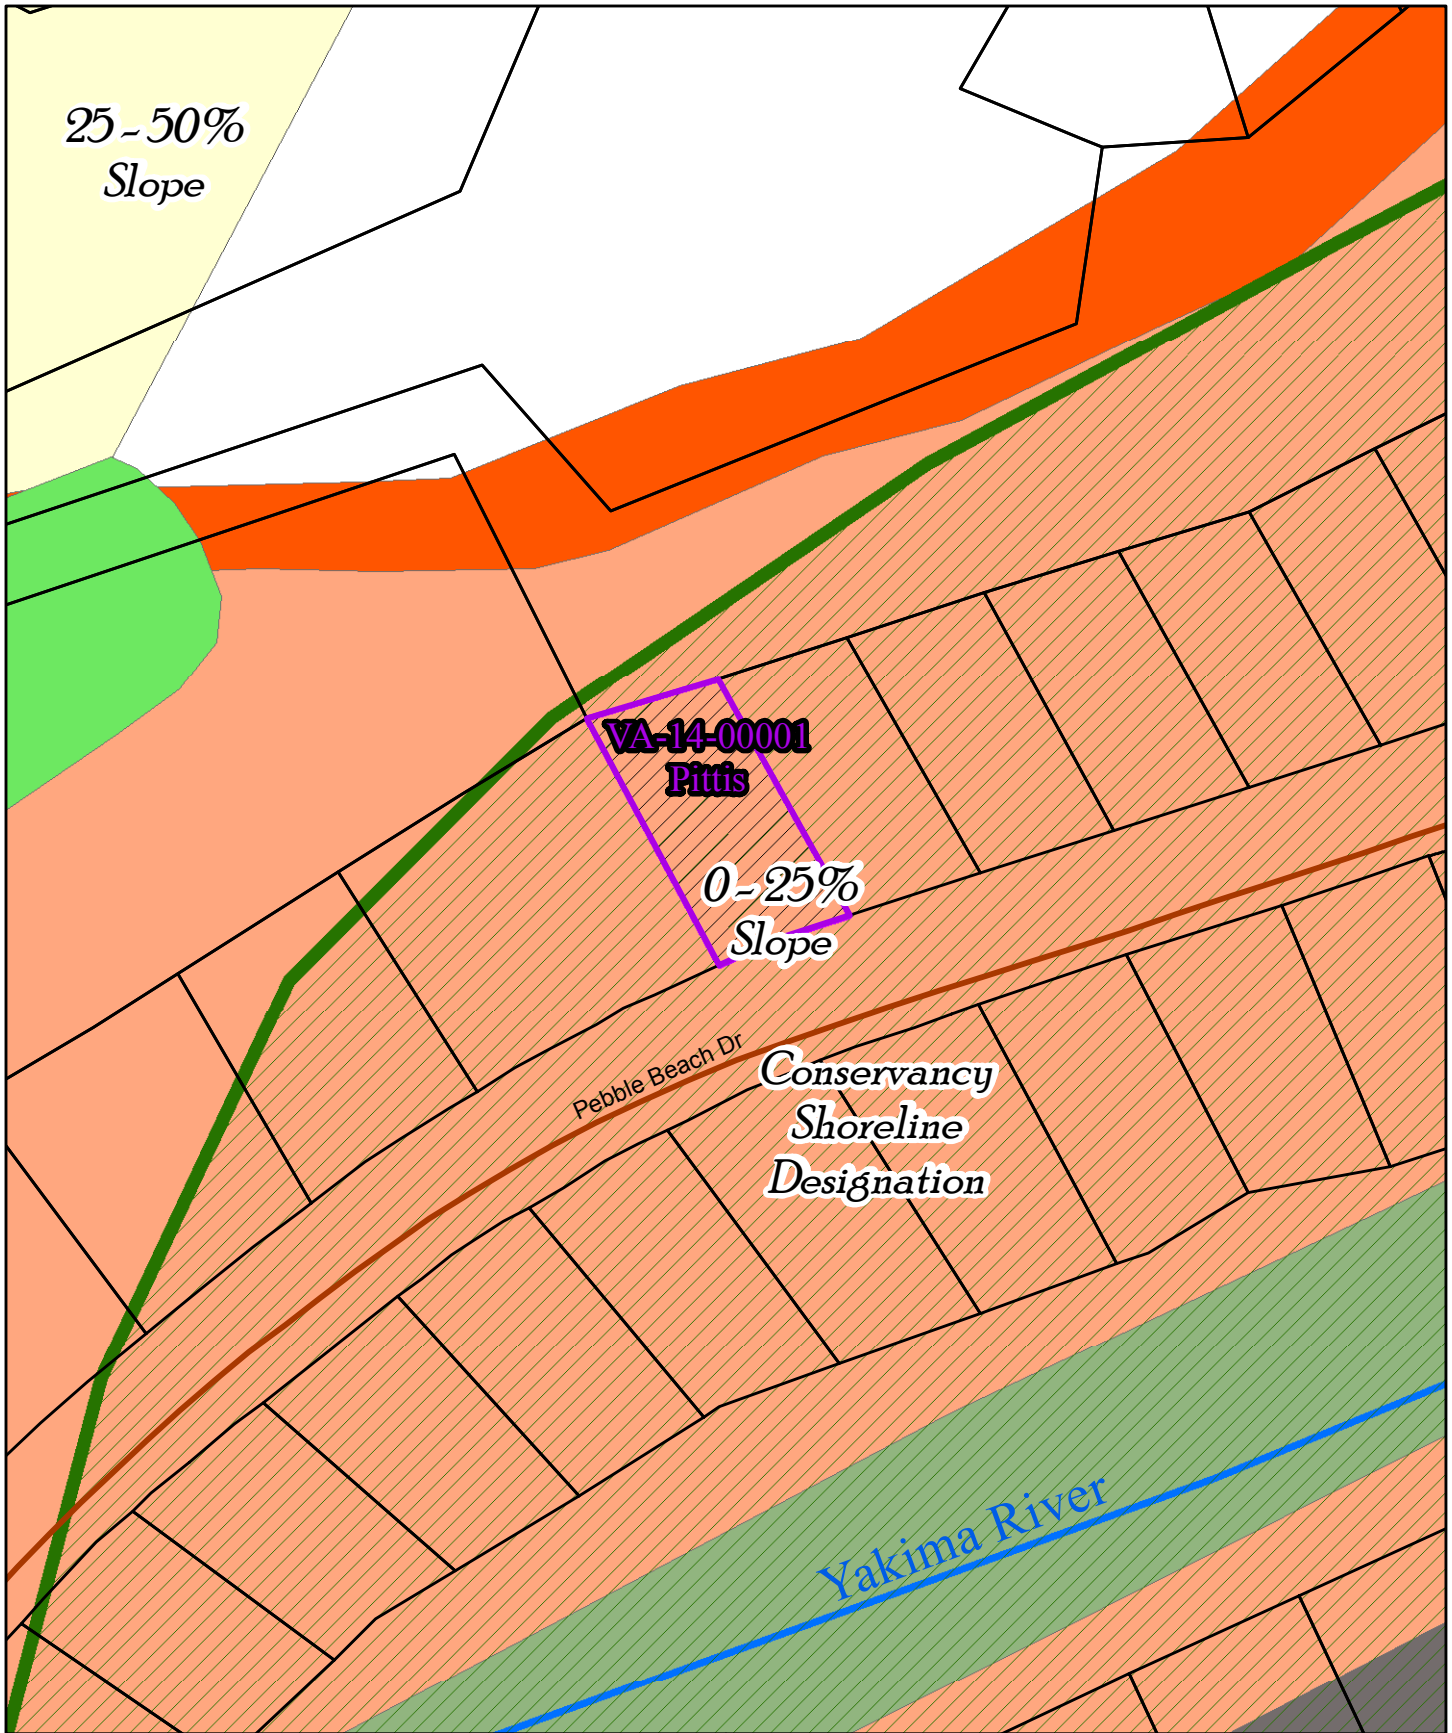 25-50%
Slope
VA-14-00001
Pittis
0-25%
Slope
Pebble Beach Dr
Conservancy
Shoreline
Designation
Yakima River